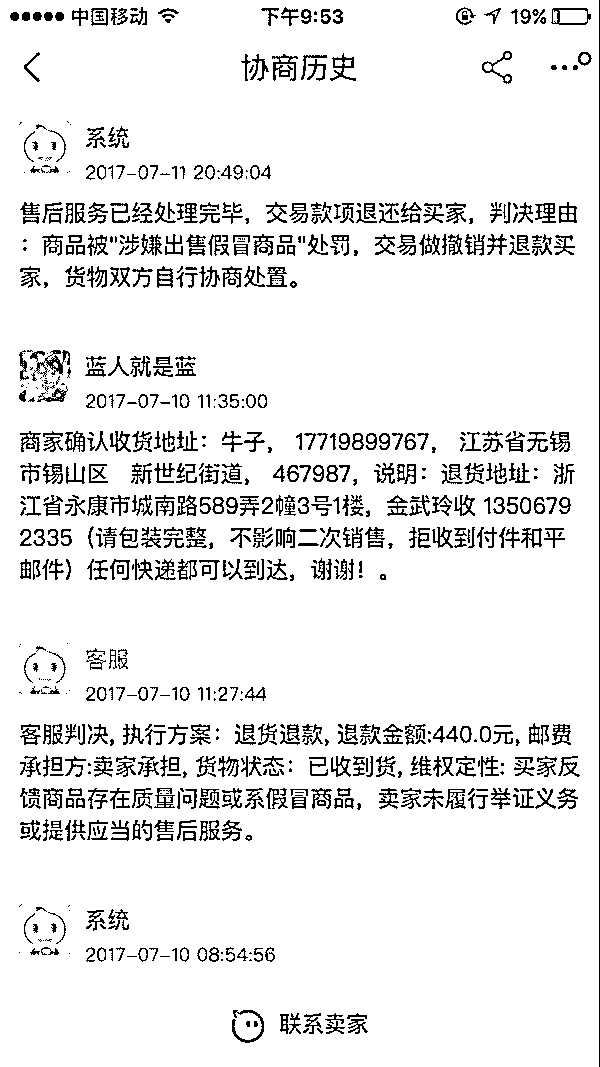 中国移动 下午9:53 19%
协商历史
系统
2017-07-11 20:49:04
售后服务已经处理完毕，交易款项退还给买家，判决理由
：商品被"涉嫌出售假冒商品"处罚，交易做撤销并退款买
家，货物双方自行协商处置。
蓝人就是蓝
2017-07-10 11:35:00
商家确认收货地址：牛子， 17719899767， 江苏省无锡
市锡山区 新世纪街道， 467987，说明：退货地址：浙
江省永康市城南路589弄2幢3号1楼，金武玲收 1350679
2335（请包装完整，不影响二次销售，拒收到付件和平
邮件）任何快递都可以到达，谢谢！。
客服
2017-07-10 11:27:44
客服判决, 执行方案：退货退款, 退款金额:440.0元, 邮费
承担方:卖家承担, 货物状态：已收到货, 维权定性: 买家反
馈商品存在质量问题或系假冒商品，卖家未履行举证义务
或提供应当的售后服务。
系统
2017-07-10 08:54:56
联系卖家